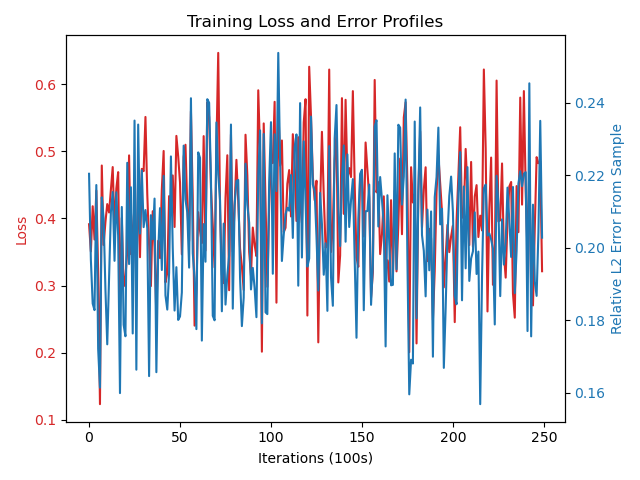 Training Loss and Error Profiles
0.6
0.5
0.4
0.3
0.2
0.1
Loss
0.24
0.22
0.20
0.18
0.16
Relative L2 Error From Sample
0 50 100 150 200 250
Iterations (100s)